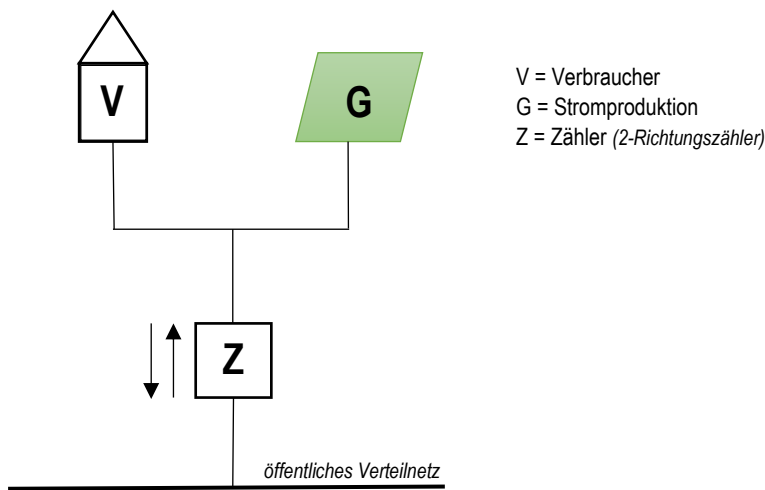 V
G
V = Verbraucher
G = Stromproduktion
Z = Zähler (2-Richtungszähler)
Z
öffentliches Verteilnetz